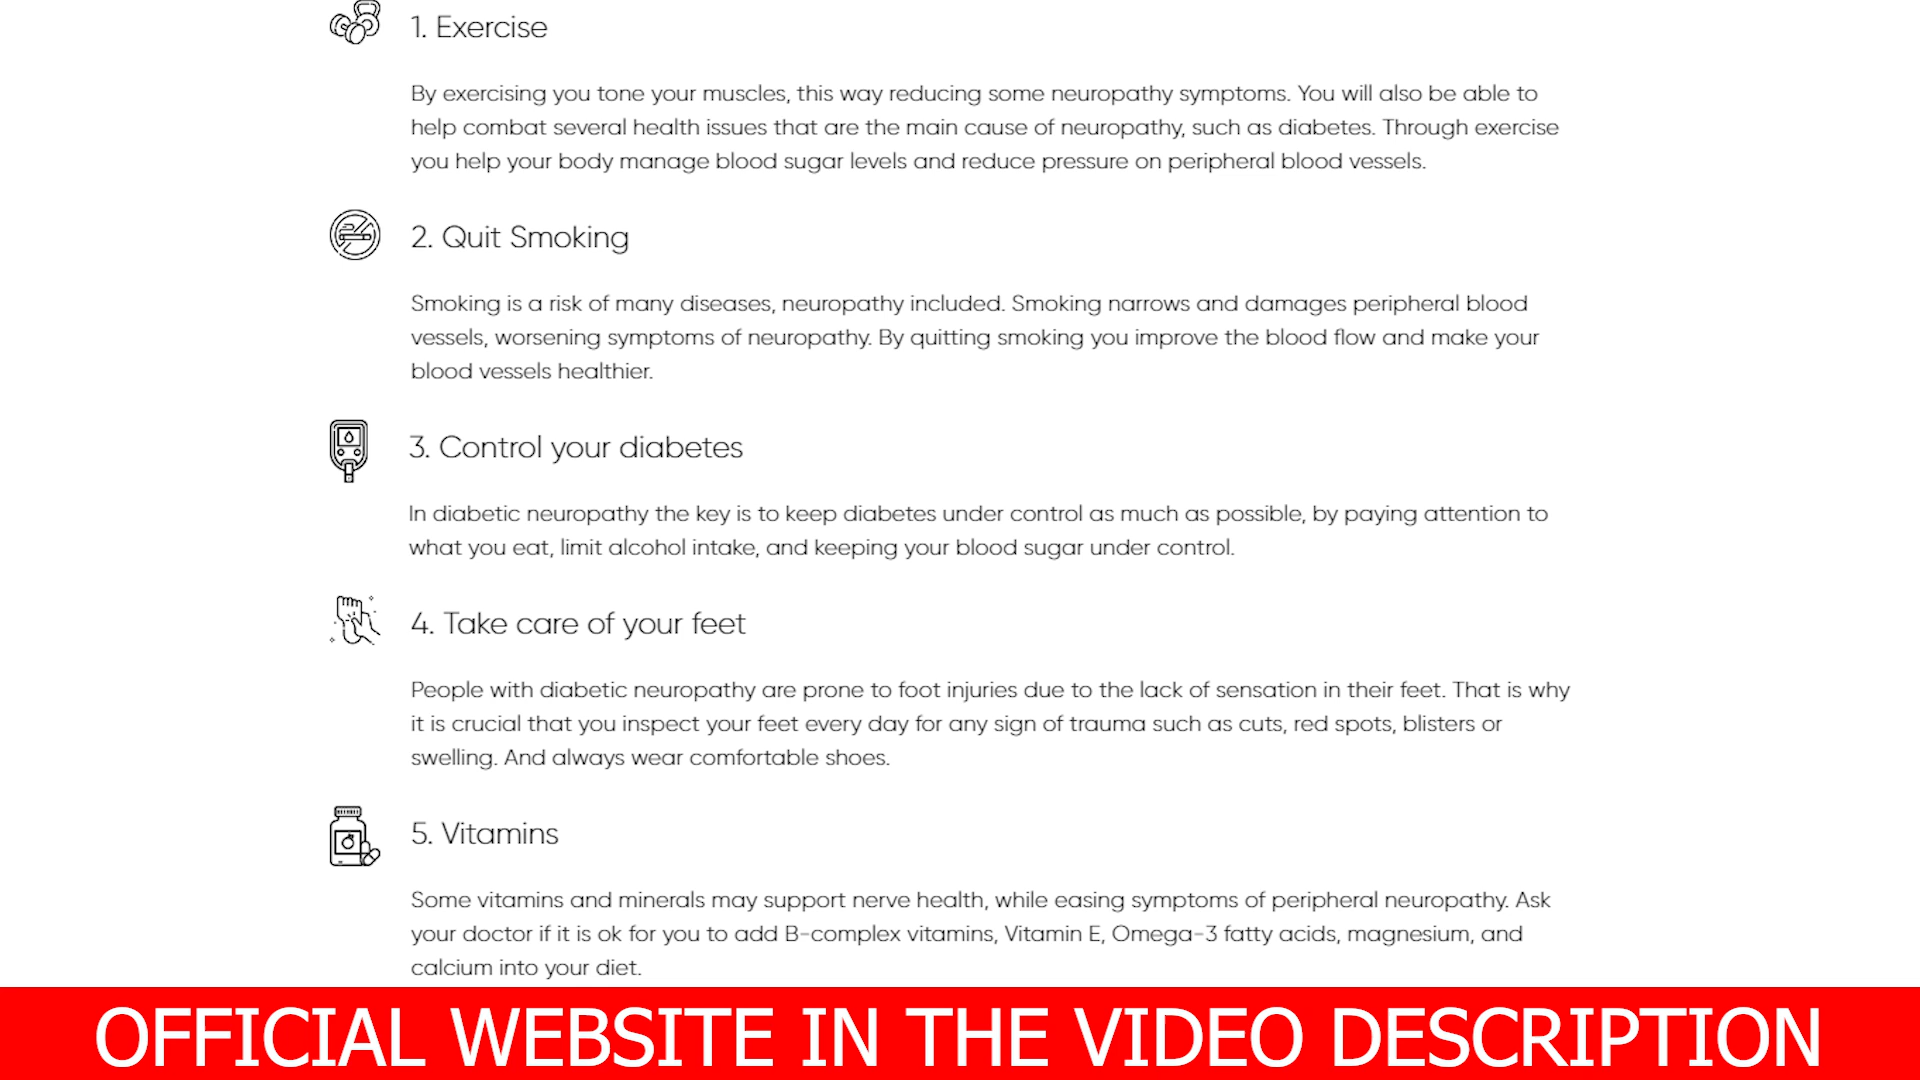 1. Exercise
By exercising you tone your muscles, this way reducing some neuropathy symptoms. You will also be able to
help combat several health issues that are the main cause of neuropathy, such as diabetes. Through exercise
you help your body manage blood sugar levels and reduce pressure on peripheral blood vessels.
2. Quit Smoking
Smoking is a risk of many diseases, neuropathy included. Smoking narrows and damages peripheral blood
vessels, worsening symptoms of neuropathy. By quitting smoking you improve the blood flow and make your
blood vessels healthier.
3. Control your diabetes
In diabetic neuropathy the key is to keep diabetes under control as much as possible, by paying attention to
what you eat, limit alcohol intake, and keeping your blood sugar under control.
4. Take care of your feet
People with diabetic neuropathy are prone to foot injuries due to the lack of sensation in their feet. That is why
it is crucial that you inspect your feet every day for any sign of trauma such as cuts, red spots, blisters or
swelling. And always wear comfortable shoes.
5. Vitamins
Some vitamins and minerals may support nerve health, while easing symptoms of peripheral neuropathy. Ask
your doctor if it is ok for you to add B-complex vitamins, Vitamin E, Omega-3 fatty acids, magnesium, and
calcium into your diet.
OFFICIAL WEBSITE IN THE VIDEO DESCRIPTION